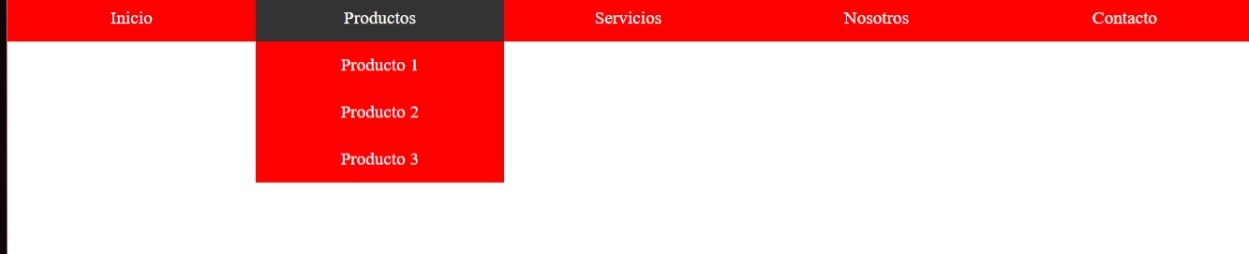 Inicio Productos Servicios Nosotros Contacto
Producto 1
Producto 2
Producto 3